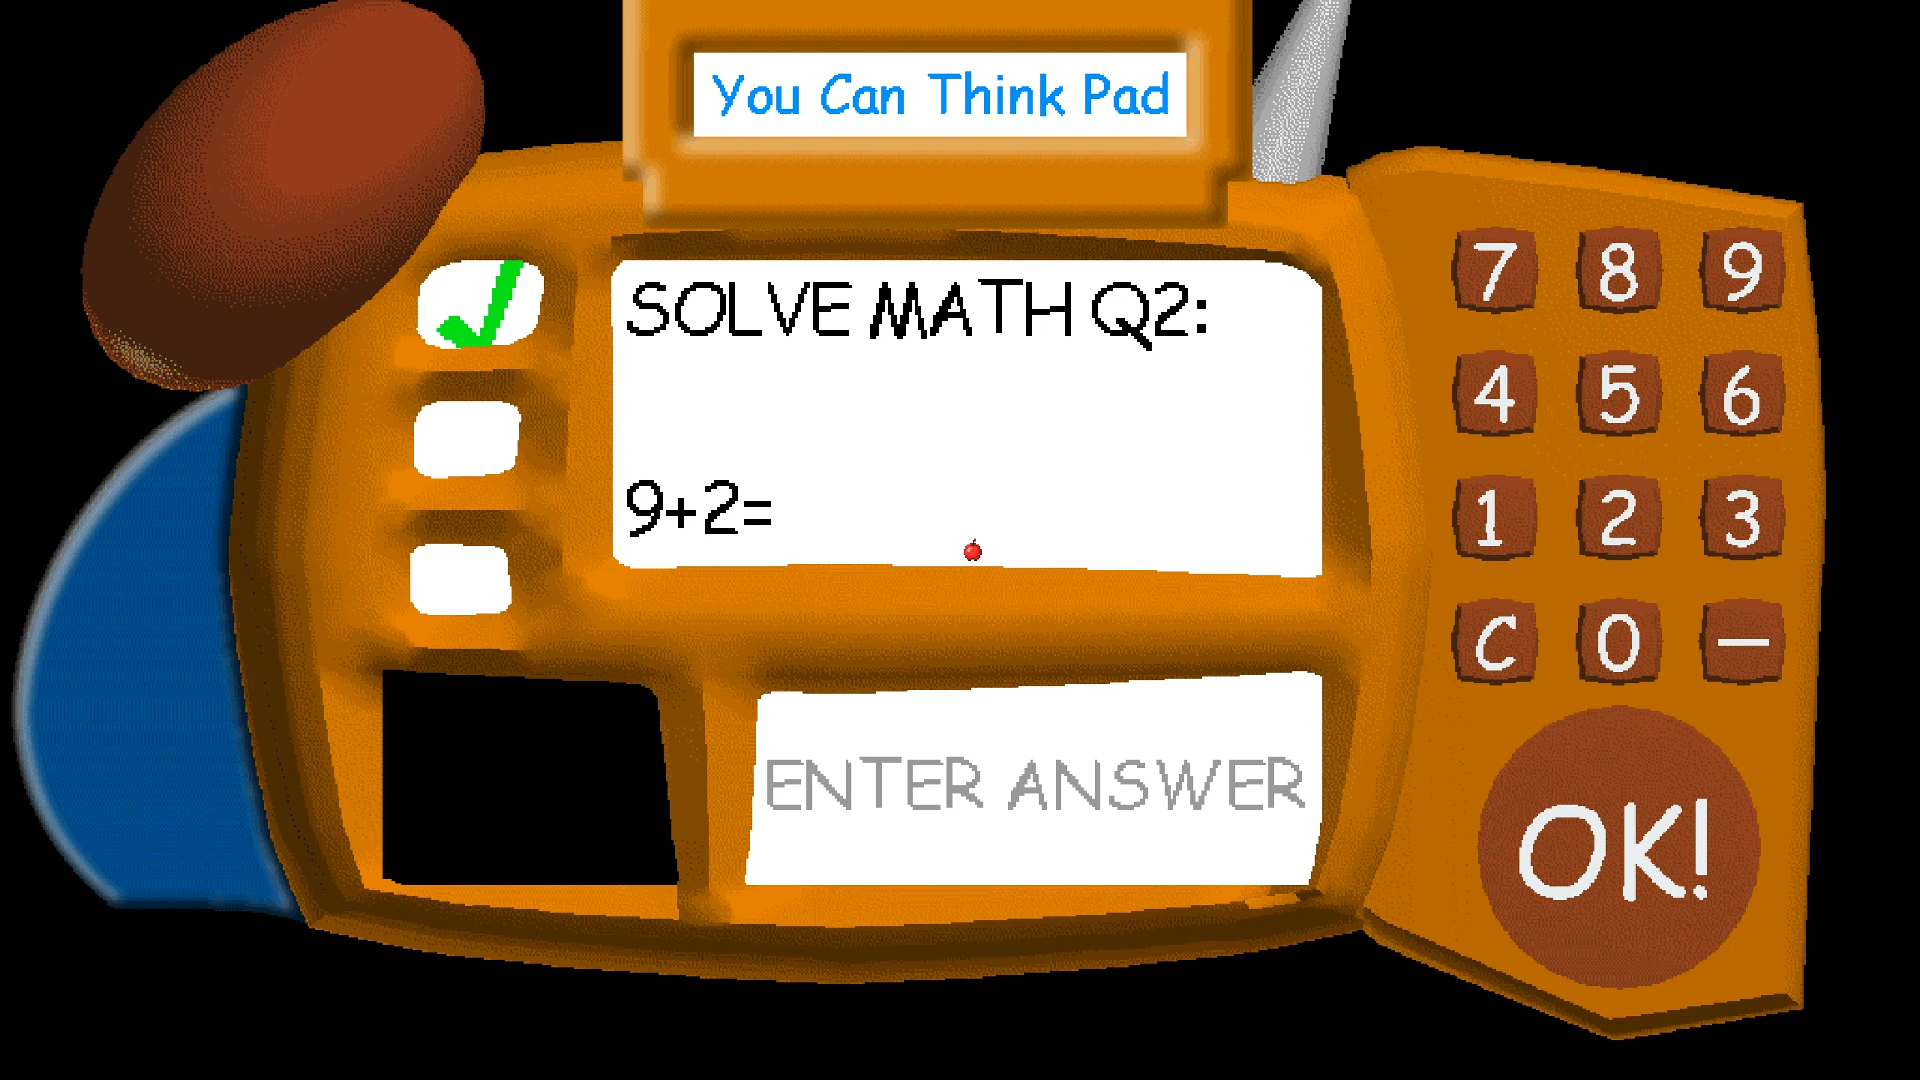 You Can Think Pad
SOLVE MATH Q2:
9+2=
ENTER ANSWER
7 8 9
4 5 6
1 2 3
C 0 —
OK!